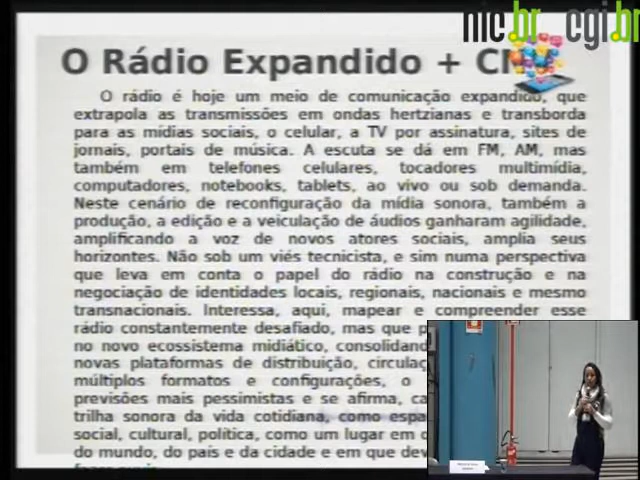 nic.br cgi.br
O Rádio Expandido +
O rádio é hoje um meio de comunicação expandido, que
extrapola as transmissões em ondas hertzianas e transborda
para as mídias sociais, o celular, a TV por assinatura, sites de
jornais, portais de música. A escuta se dá em FM, AM, mas
também em telefones celulares, tocadores multimídia,
computadores, notebooks, tablets, ao vivo ou sob demanda.
Neste cenário de reconfiguração da mídia sonora, também a
produção, a edição e a veiculação de áudios ganharam agilidade,
amplificando a voz de novos atores sociais, amplia seus
horizontes. Não sob um viés tecnicista, e sim numa perspectiva
que leva em conta o papel do rádio na construção e na
negociação de identidades locais, regionais, nacionais e mesmo
transnacionais. Interessa, aqui, mapear e compreender esse
rádio constantemente desafiado, mas que
no novo ecossistema midiático, consolidand
novas plataformas de distribuição, circulaç
múltiplos formatos e configurações, o
previsões mais pessimistas e se afirma, ca
trilha sonora da vida cotidiana, como espa
social, cultural, política, como um lugar em
do mundo, do país e da cidade e em que dev